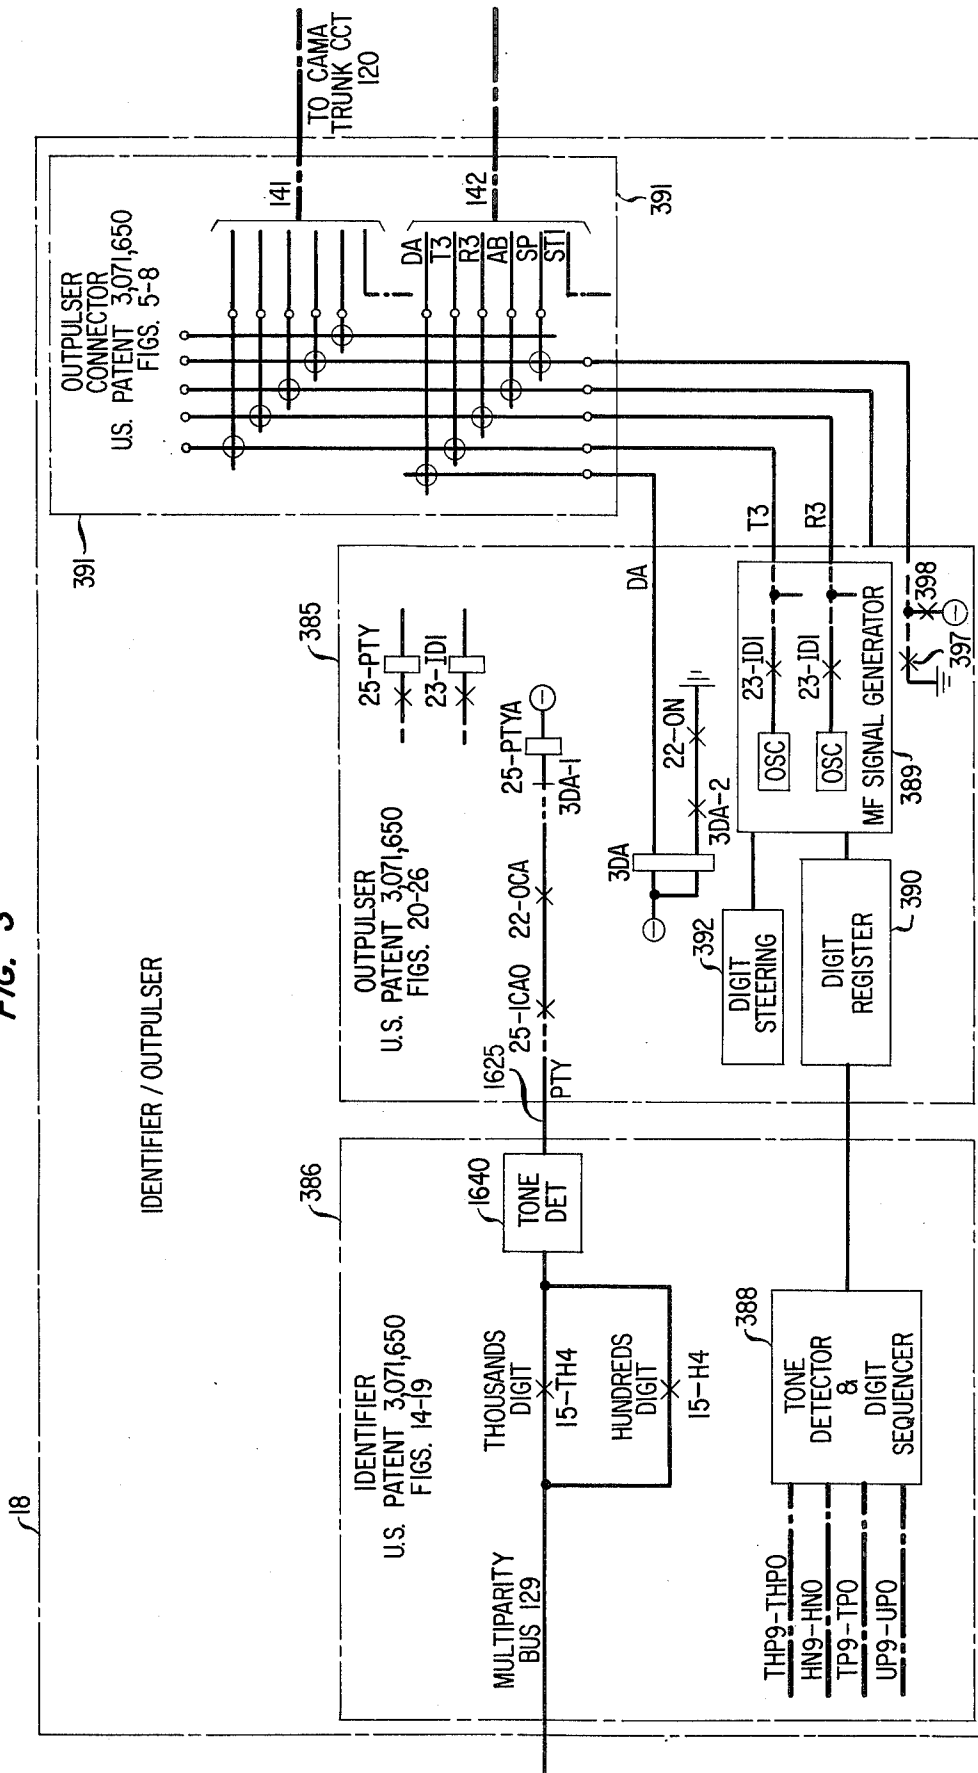 FIG. 3
18
IDENTIFIER / OUTPULSER
386
IDENTIFIER
U.S. PATENT 3,071,650
FIGS. 14-19
MULTIPARITY
BUS 129
THOUSANDS
DIGIT
15-TH4
HUNDREDS
DIGIT
15-H4
1640
TONE
DET
THP9-THPO
HN9-HNO
TP9-TPO
UP9-UPO
388
TONE
DETECTOR
&
DIGIT
SEQUENCER
385
OUTPULSER
U.S. PATENT 3,071,650
FIGS. 20-26
1625
PTY
25-ICAO
22-OCA
3DA-1
25-PTYA
25-PTY
23-ID1
3DA
3DA-2
22-ON
DA
392
DIGIT
STEERING
DIGIT
REGISTER
390
OSC
23-ID1
T3
OSC
23-ID1
R3
MF SIGNAL GENERATOR
389
397
398
391
OUTPULSER
CONNECTOR
U.S. PATENT 3,071,650
FIGS. 5-8
141
TO CAMA
TRUNK CCT
120
142
DA
T3
R3
AB
SP
ST1
391